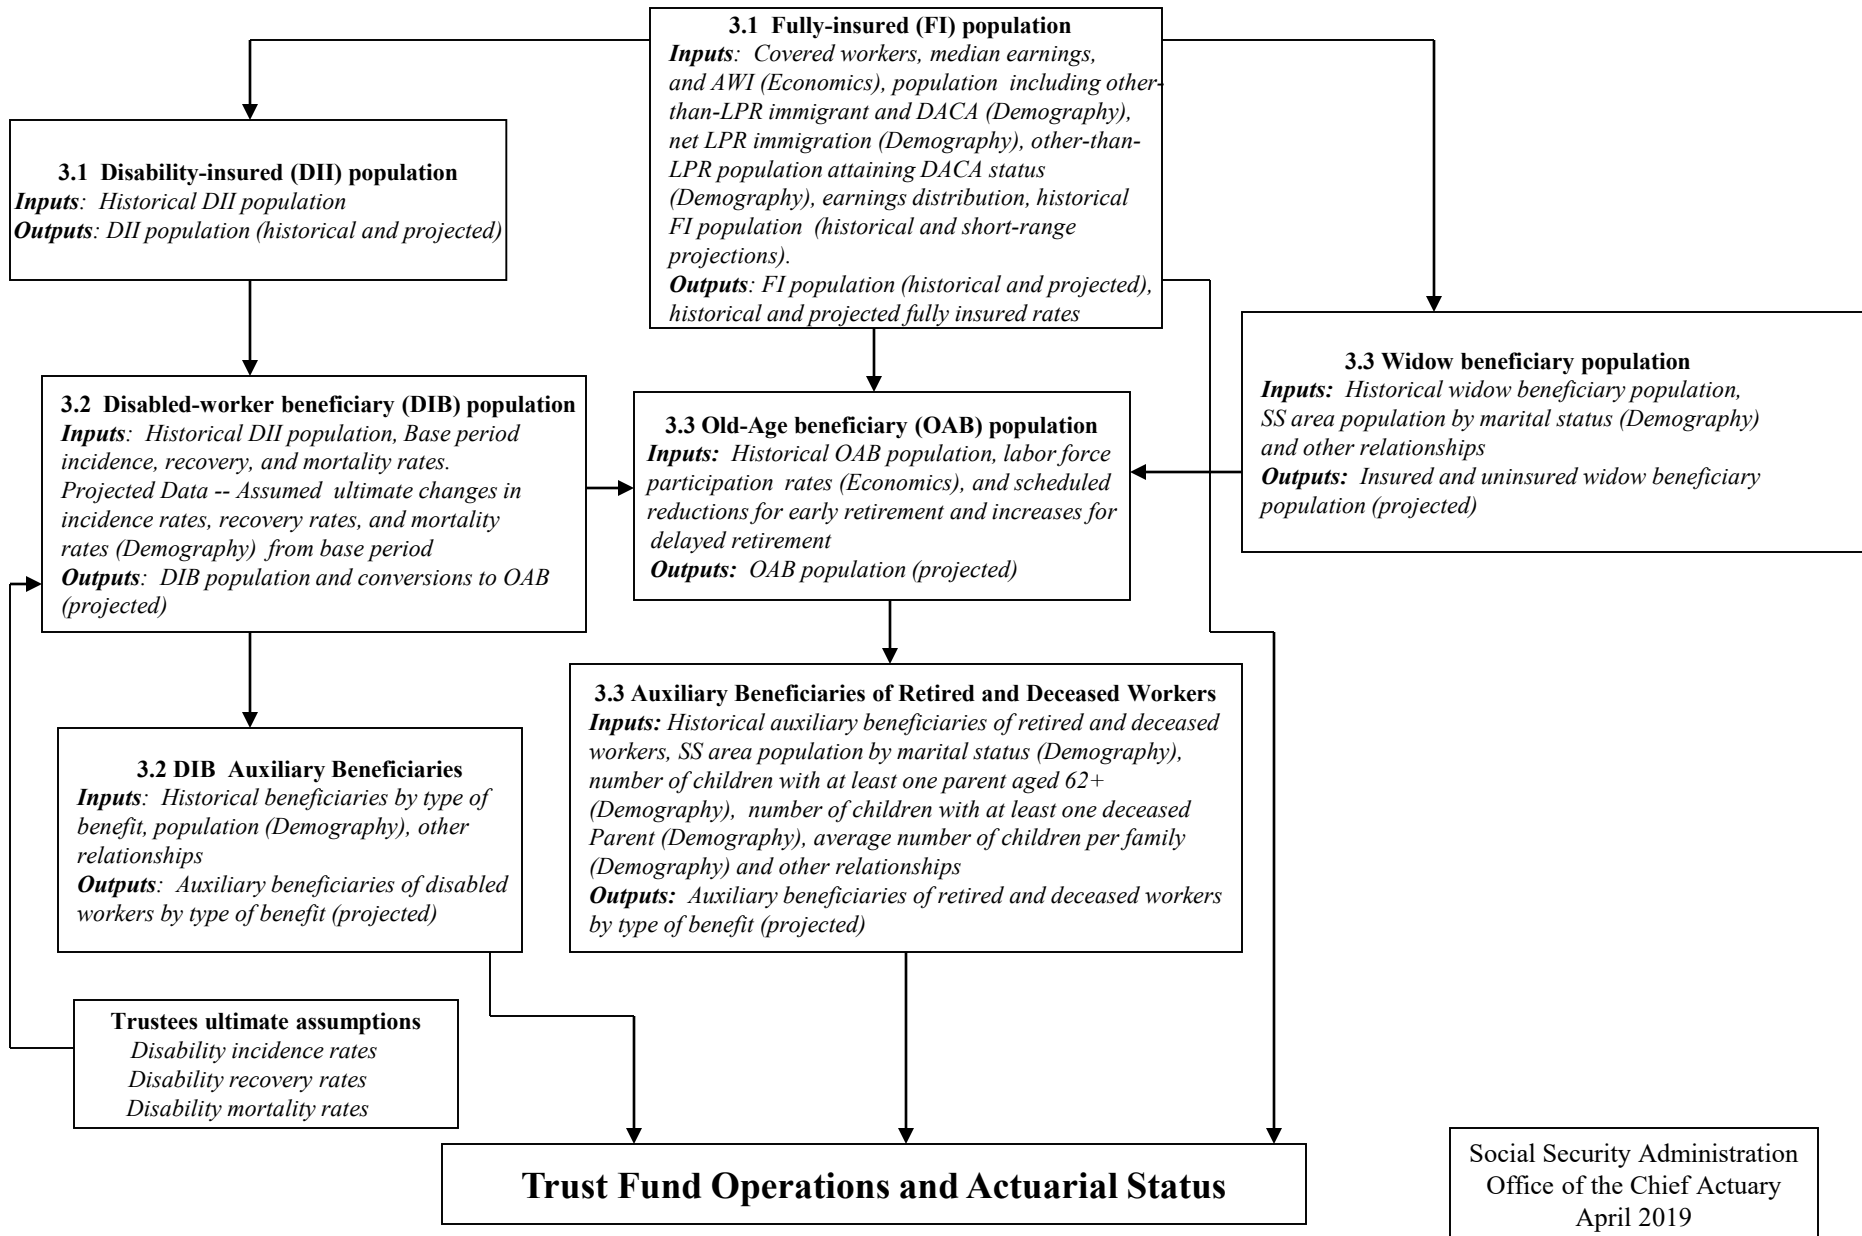 3.1 Fully-insured (FI) population
Inputs: Covered workers, median earnings,
and AWI (Economics), population including other-
than-LPR immigrant and DACA (Demography),
net LPR immigration (Demography), other-than-
LPR population attaining DACA status
(Demography), earnings distribution, historical
FI population (historical and short-range
projections).
Outputs: FI population (historical and projected),
historical and projected fully insured rates
3.1 Disability-insured (DII) population
Inputs: Historical DII population
Outputs: DII population (historical and projected)
3.2 Disabled-worker beneficiary (DIB) population
Inputs: Historical DII population, Base period
incidence, recovery, and mortality rates.
Projected Data -- Assumed ultimate changes in
incidence rates, recovery rates, and mortality
rates (Demography) from base period
Outputs: DIB population and conversions to OAB
(projected)
3.3 Old-Age beneficiary (OAB) population
Inputs: Historical OAB population, labor force
participation rates (Economics), and scheduled
reductions for early retirement and increases for
delayed retirement
Outputs: OAB population (projected)
3.3 Widow beneficiary population
Inputs: Historical widow beneficiary population,
SS area population by marital status (Demography)
and other relationships
Outputs: Insured and uninsured widow beneficiary
population (projected)
3.2 DIB Auxiliary Beneficiaries
Inputs: Historical beneficiaries by type of
benefit, population (Demography), other
relationships
Outputs: Auxiliary beneficiaries of disabled
workers by type of benefit (projected)
3.3 Auxiliary Beneficiaries of Retired and Deceased Workers
Inputs: Historical auxiliary beneficiaries of retired and deceased
workers, SS area population by marital status (Demography),
number of children with at least one parent aged 62+
(Demography), number of children with at least one deceased
Parent (Demography), average number of children per family
(Demography) and other relationships
Outputs: Auxiliary beneficiaries of retired and deceased workers
by type of benefit (projected)
Trustees ultimate assumptions
Disability incidence rates
Disability recovery rates
Disability mortality rates
Trust Fund Operations and Actuarial Status
Social Security Administration
Office of the Chief Actuary
April 2019